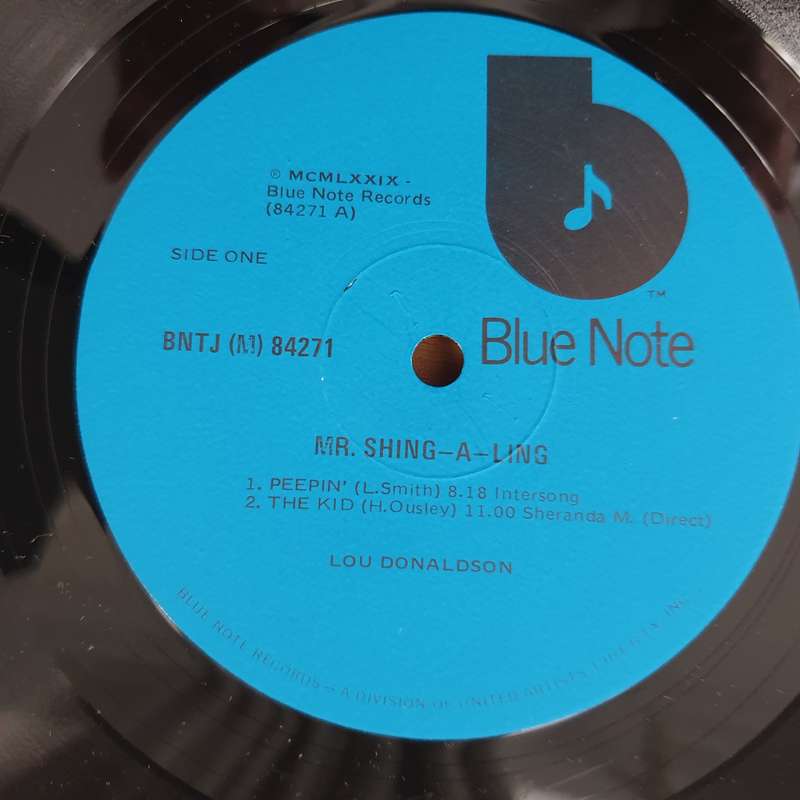 ℗ MCMLXXIX -
Blue Note Records
(84271 A)
SIDE ONE
TM
BNTJ (M) 84271
Blue Note
MR. SHING-A-LING
1. PEEPIN' (L.Smith) 8.18 Intersong
2. THE KID (H.Ousley) 11.00 Sheranda M. (Direct)
LOU DONALDSON
BLUE NOTE RECORDS - A DIVISION OF UNITED ARTISTS LIBERTY, INC.